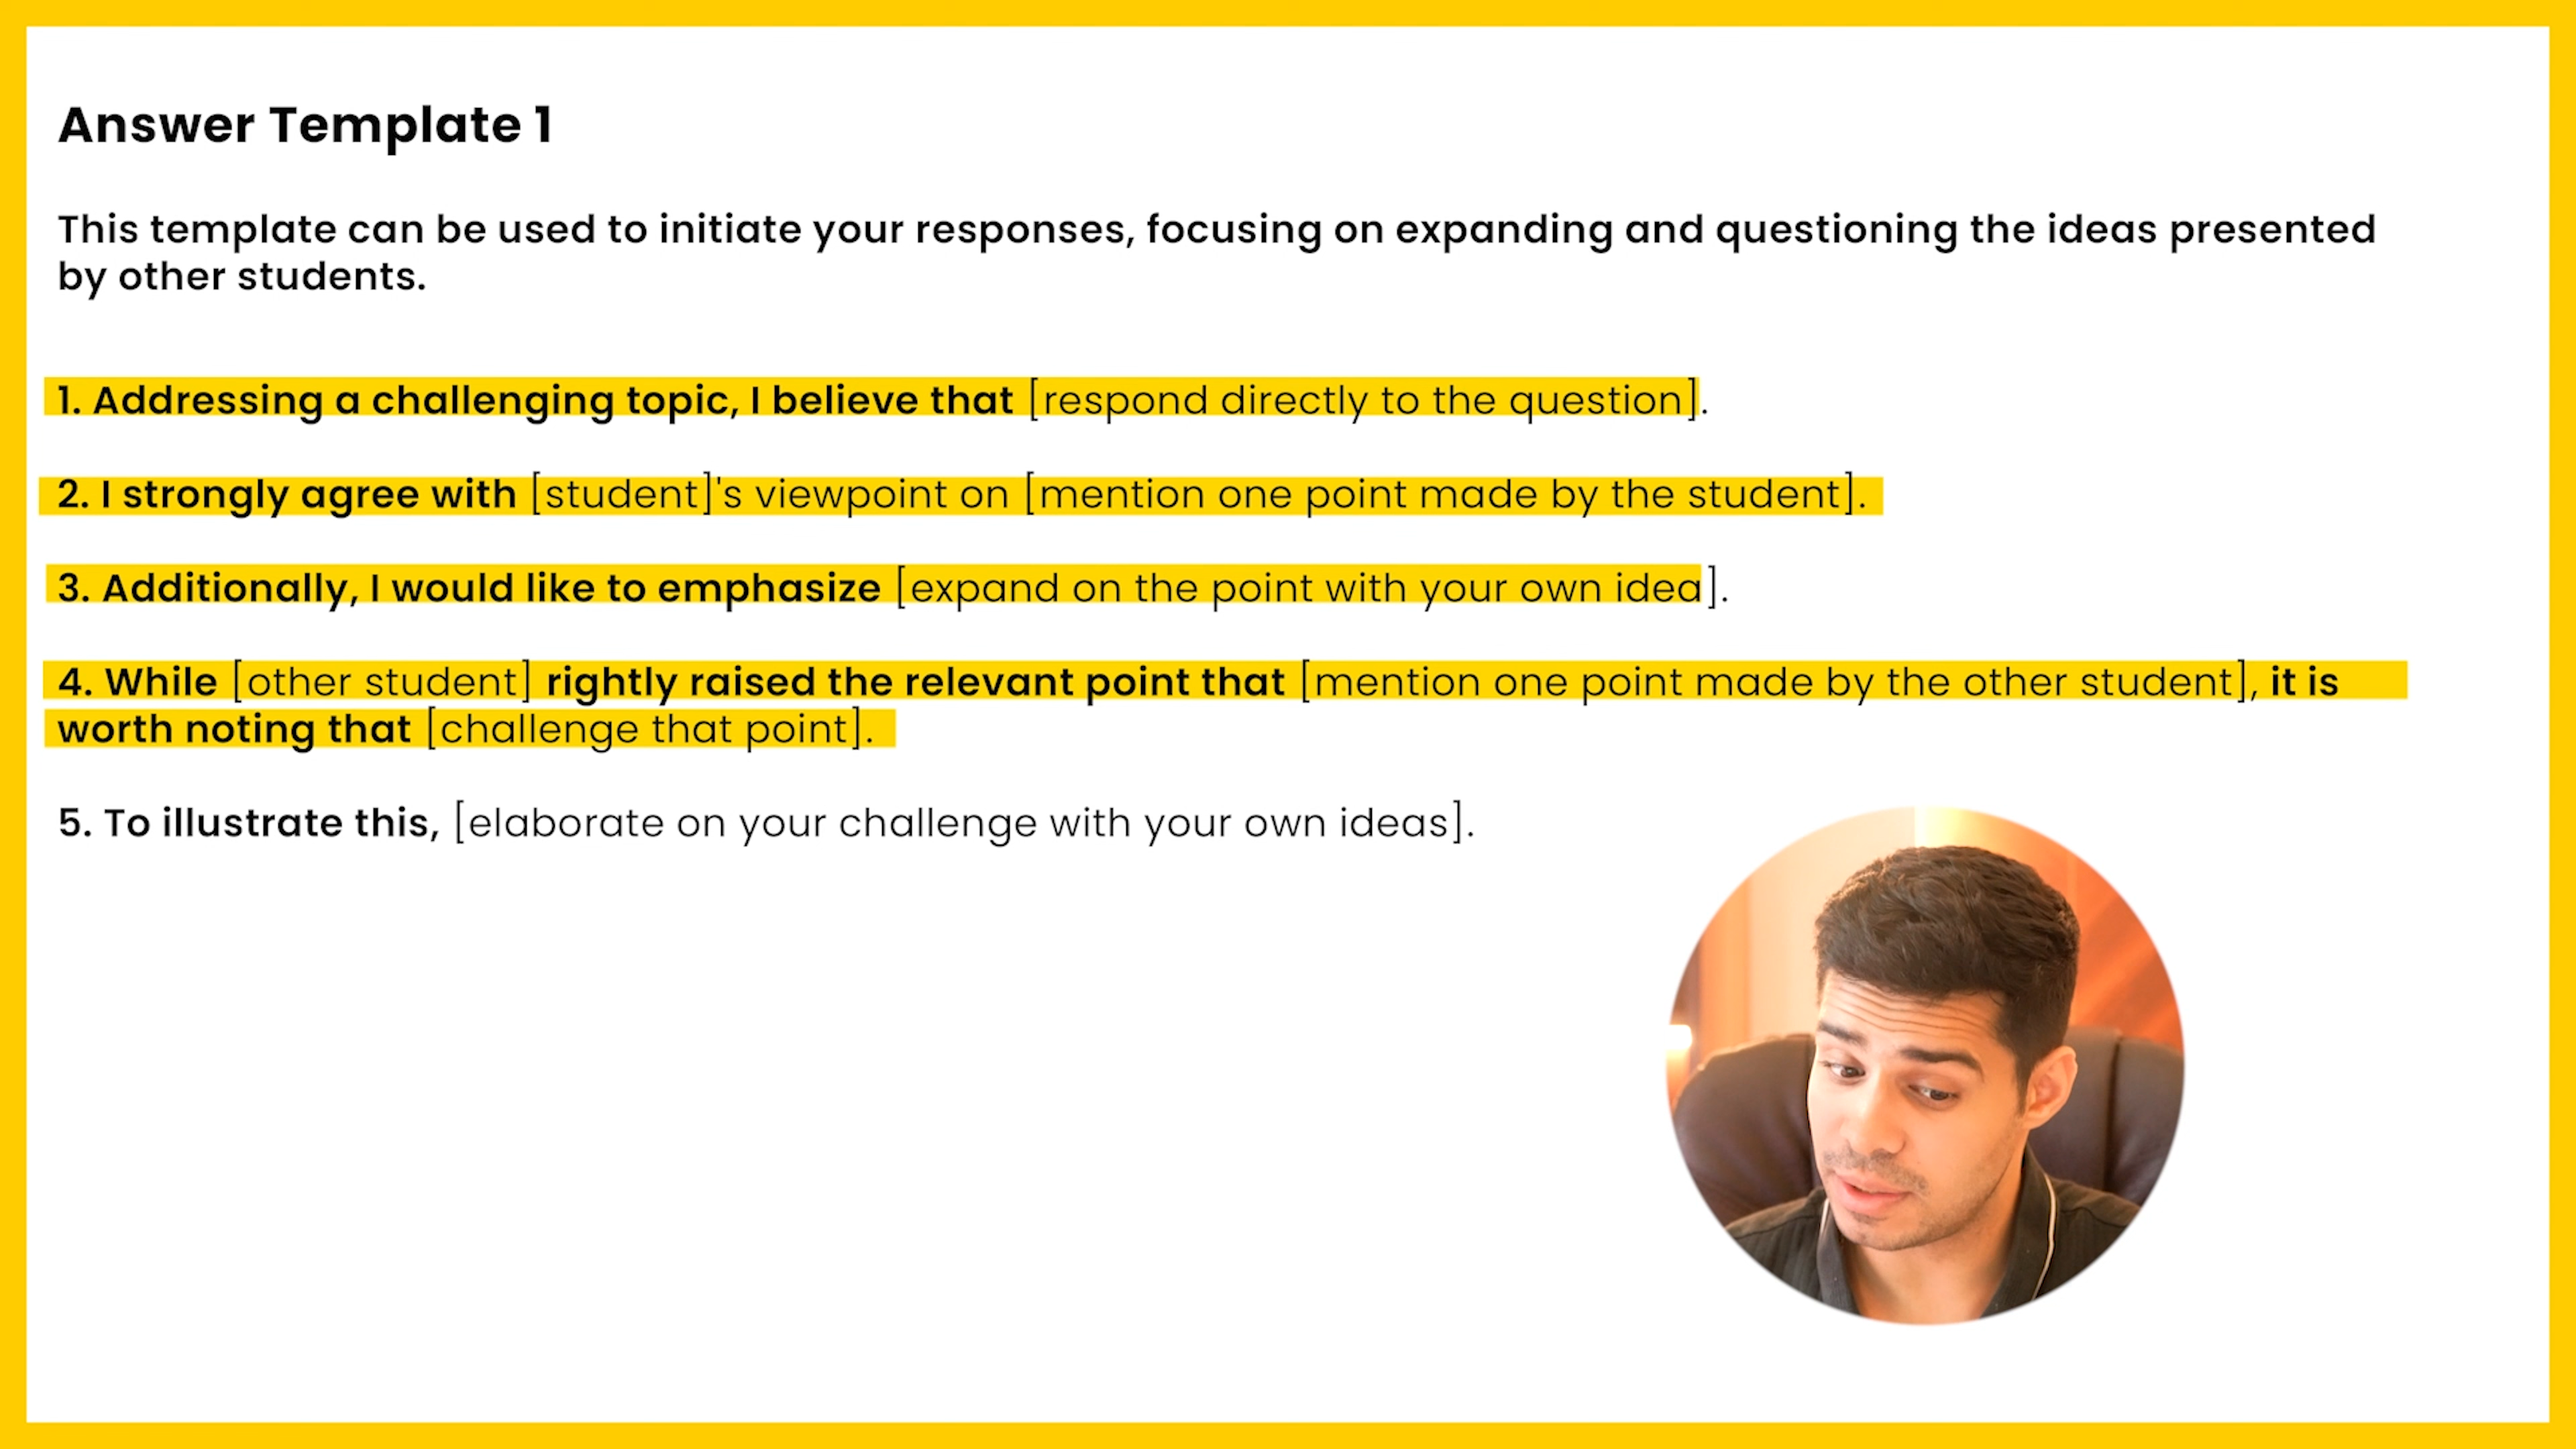 Answer Template 1
This template can be used to initiate your responses, focusing on expanding and questioning the ideas presented
by other students.
1. Addressing a challenging topic, I believe that [respond directly to the question].
2. I strongly agree with [student]'s viewpoint on [mention one point made by the student].
3. Additionally, I would like to emphasize [expand on the point with your own idea].
4. While [other student] rightly raised the relevant point that [mention one point made by the other student], it is
worth noting that [challenge that point].
5. To illustrate this, [elaborate on your challenge with your own ideas].